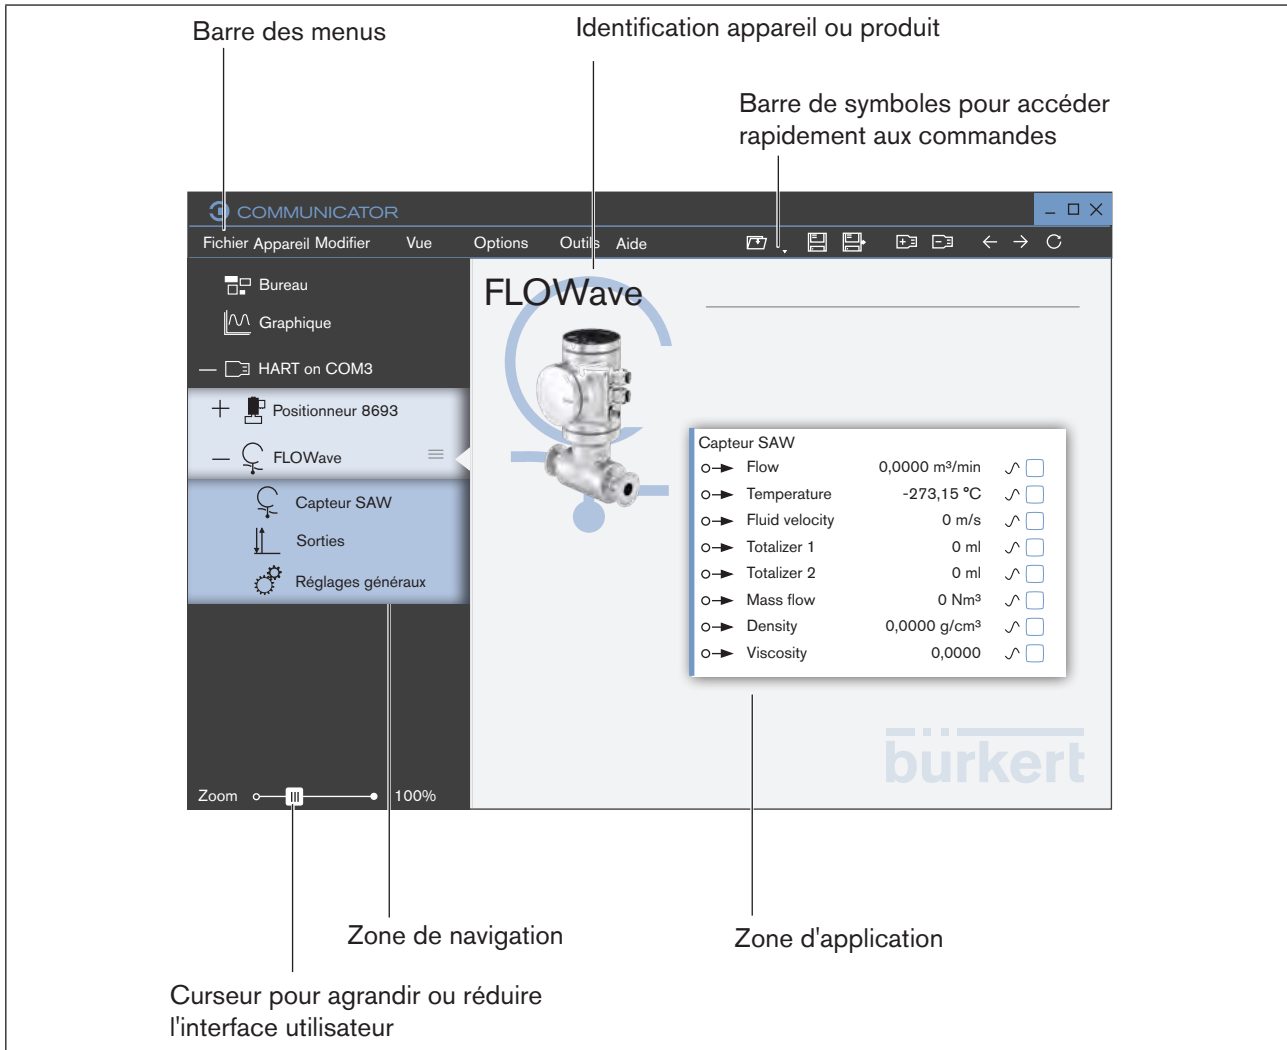 Barre des menus
Identification appareil ou produit
Barre de symboles pour accéder
rapidement aux commandes
COMMUNICATOR
Fichier Appareil Modifier Vue Options Outils Aide
Bureau
Graphique
HART on COM3
Positionneur 8693
FLOWave
Capteur SAW
Sorties
Réglages généraux
Zoom 100%
FLOWave
Capteur SAW
Flow 0,0000 m³/min
Temperature -273,15 °C
Fluid velocity 0 m/s
Totalizer 1 0 ml
Totalizer 2 0 ml
Mass flow 0 Nm³
Density 0,0000 g/cm³
Viscosity 0,0000
bürkert
Zone de navigation
Zone d'application
Curseur pour agrandir ou réduire
l'interface utilisateur